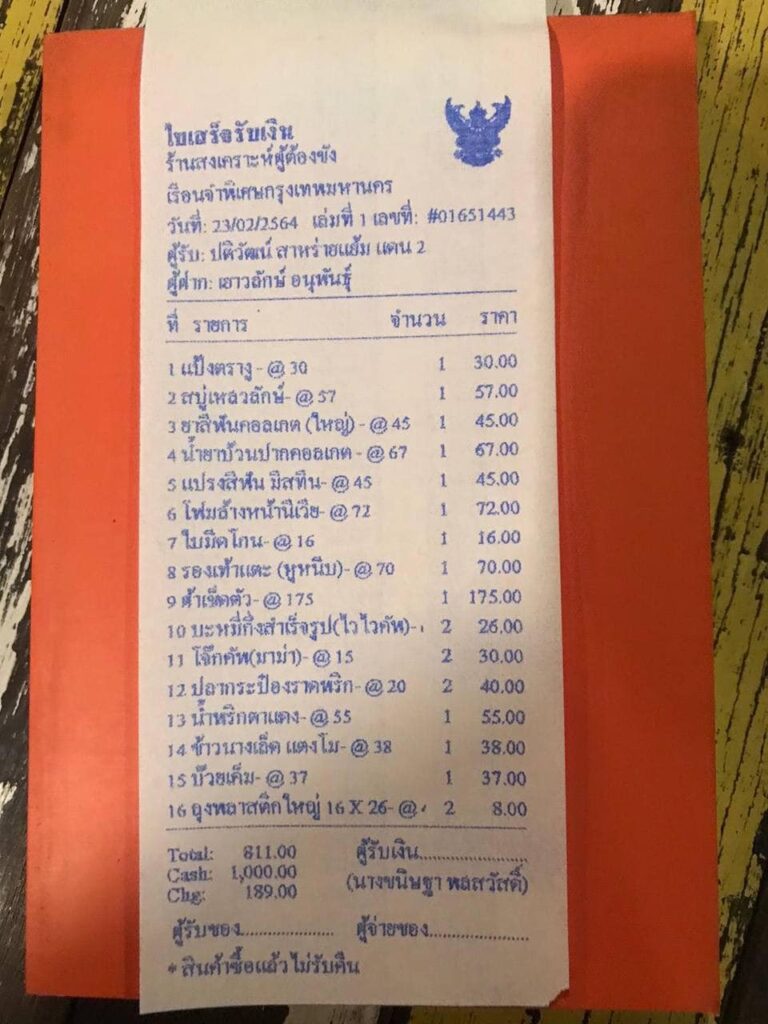 ใบเสร็จรับเงิน
ร้านสงเคราะห์ผู้ต้องขัง
เรือนจำพิเศษกรุงเทพมหานคร
วันที่: 23/02/2564 เล่มที่ 1 เลขที่: #01651443
ผู้รับ: ปติวัฒน์ สาหร่ายแย้ม แดน 2
ผู้ฝาก: เยาวลักษ์ อนุพันธุ์
ที่ รายการ จำนวน ราคา
1 แป้งตรางู- @ 30 1 30.00
2 สบู่เหลวลักษ์- @ 57 1 57.00
3 ยาสีฟันคอลเกต (ใหญ่) - @ 45 1 45.00
4 น้ำยาบ้วนปากคอลเกต - @ 67 1 67.00
5 แปรงสีฟัน มีสทีน- @ 45 1 45.00
6 โฟมล้างหน้านีเวีย- @ 72 1 72.00
7 ใบมีดโกน- @ 16 1 16.00
8 รองเท้าแตะ (หูหนีบ)- @ 70 1 70.00
9 ผ้าเช็ดตัว- @ 175 1 175.00
10 บะหมี่กึ่งสำเร็จรูป(ไวไวคัพ)- 2 26.00
11 โจ๊กคัพ(มาม่า)- @ 15 2 30.00
12 ปลากระป๋องราดพริก- @ 20 2 40.00
13 น้ำพริกตาแดง- @ 55 1 55.00
14 ข้าวนางเล็ด แตงโม- @ 38 1 38.00
15 บ๊วยเค็ม- @ 37 1 37.00
16 ถุงพลาสติกใหญ่ 16 X 26- @ 2 8.00
Total: 811.00 ผู้รับเงิน........................
Cash: 1,000.00
Chg: 189.00 (นางขนิษฐา พลสวัสดิ์)
ผู้รับของ.................... ผู้จ่ายของ......................
* สินค้าซื้อแล้วไม่รับคืน